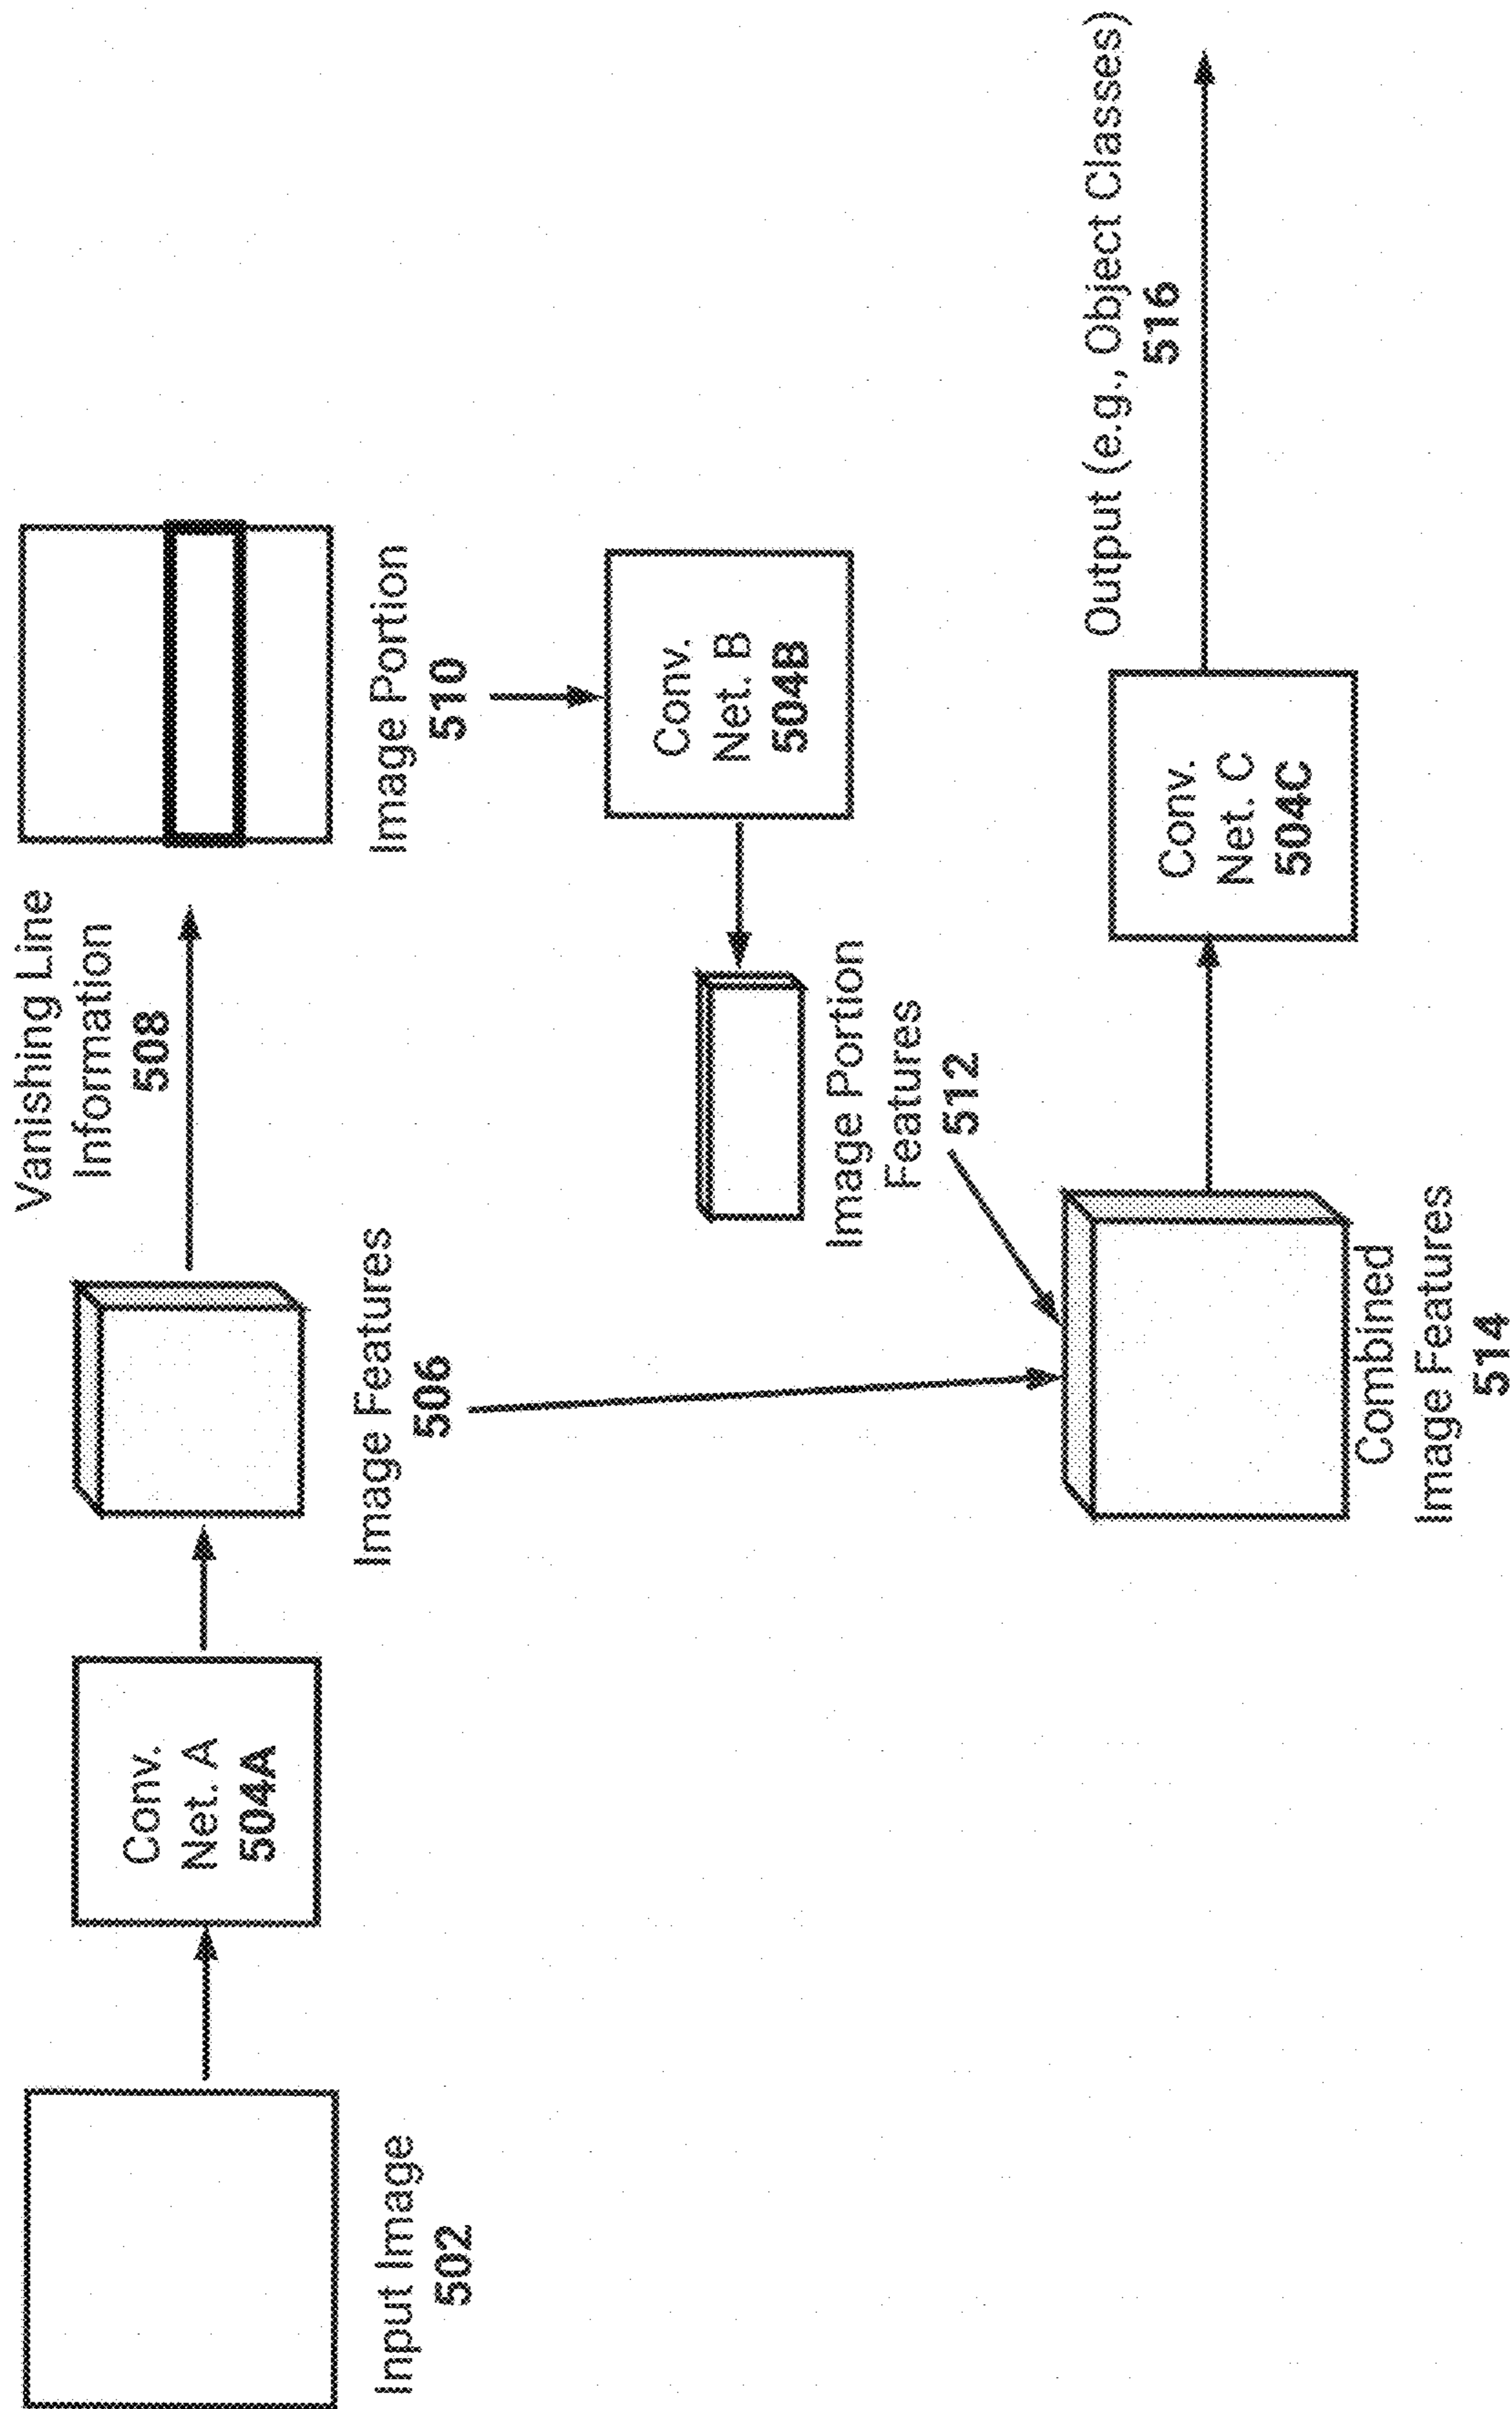 Input Image
502
Conv.
Net. A
504A
Image Features
506
Vanishing Line
Information
508
Image Portion
510
Conv.
Net. B
504B
Image Portion
Features
512
Combined
Image Features
514
Conv.
Net. C
504C
Output (e.g., Object Classes)
516